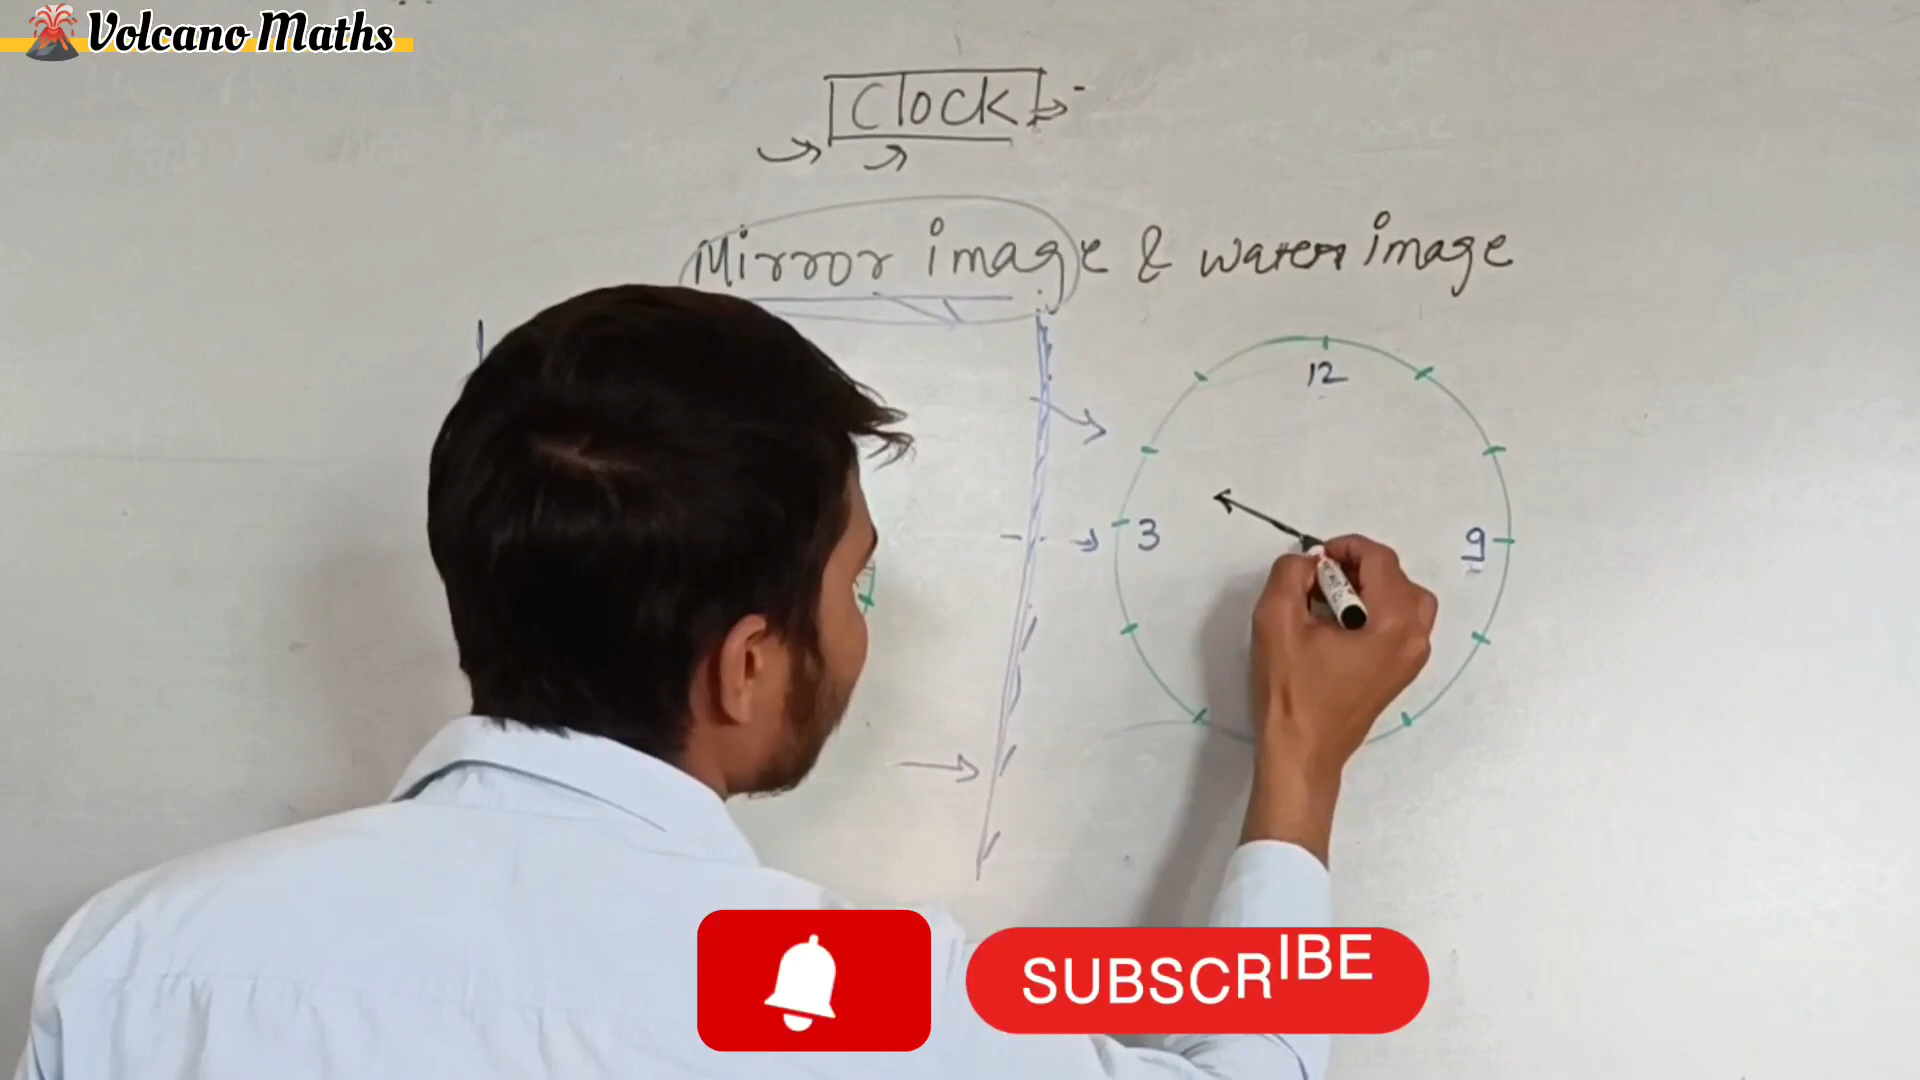 Volcano Maths
Clock
Mirror image & water image
12
3
9
SUBSCRIBE